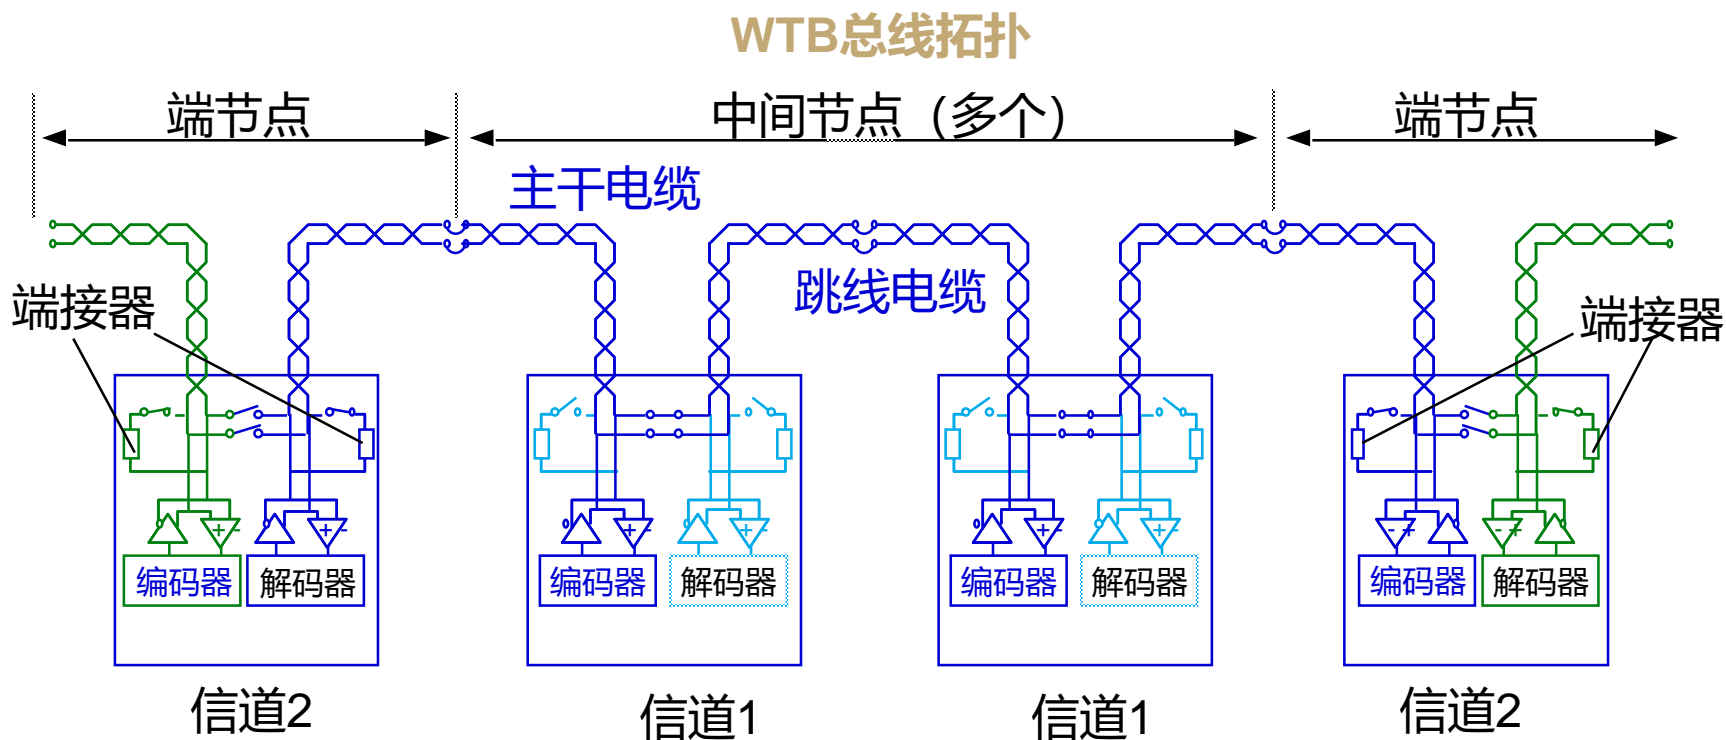 WTB总线拓扑
端节点
中间节点（多个）
端节点
主干电缆
跳线电缆
端接器
端接器
+ -
+ -
+ -
+ -
+ -
+ -
- +
- +
编码器
解码器
编码器
解码器
编码器
解码器
编码器
解码器
信道2
信道1
信道1
信道2